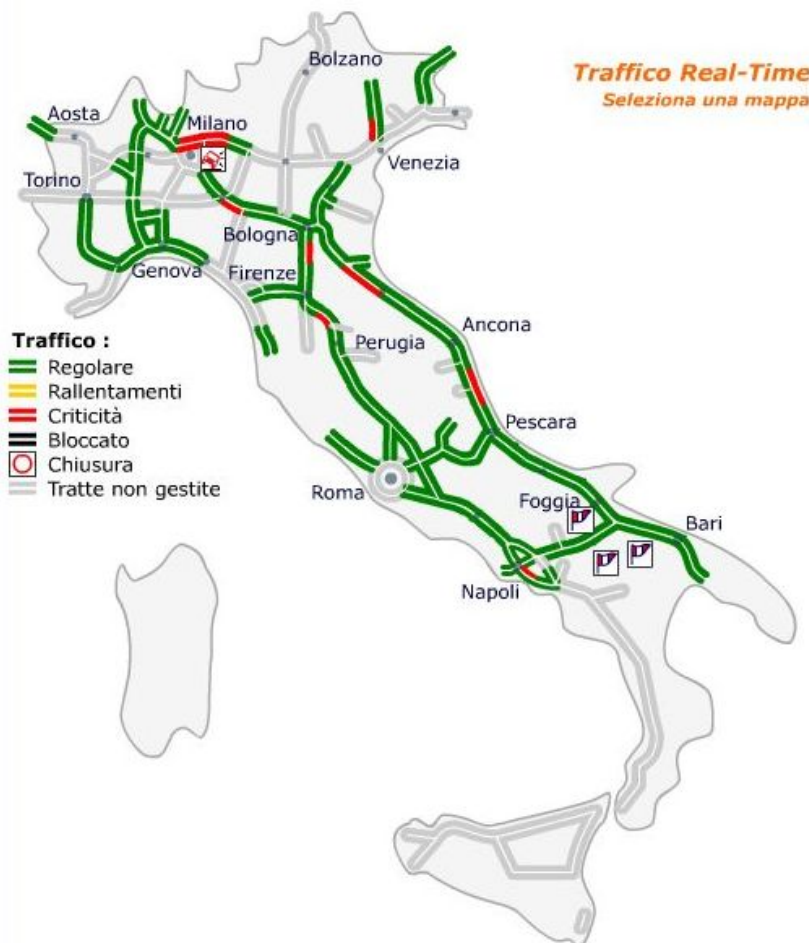 Traffico Real-Time
Seleziona una mappa
Bolzano
Aosta
Milano
Venezia
Torino
Bologna
Genova
Firenze
Ancona
Perugia
Traffico :
Regolare
Rallentamenti
Criticità
Bloccato
Chiusura
Tratte non gestite
Pescara
Roma
Foggia
Bari
Napoli